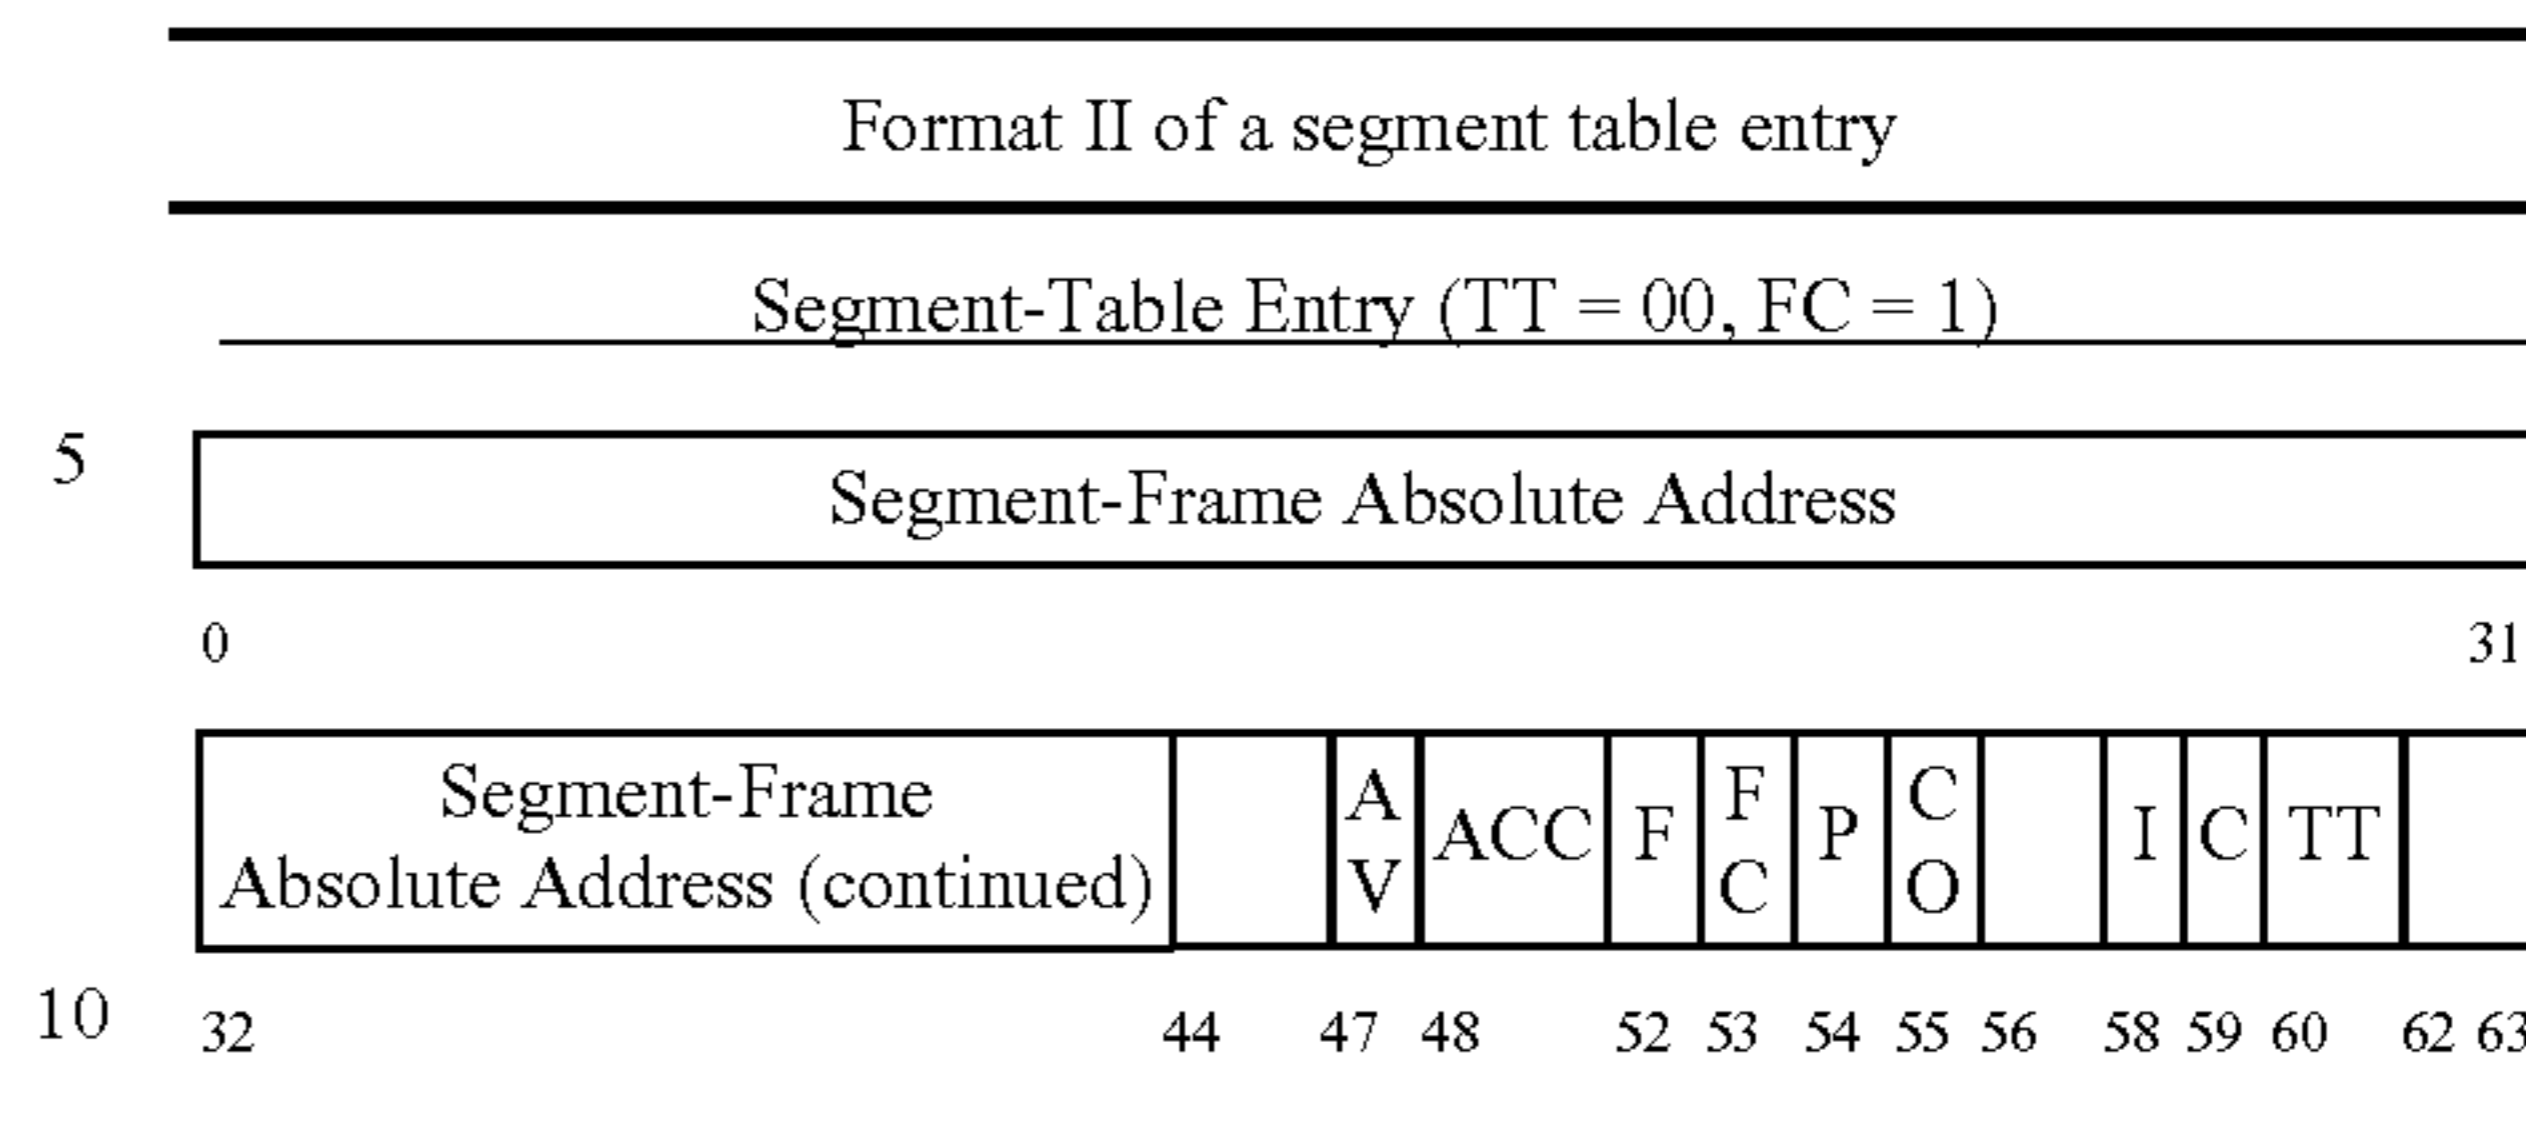 Format II of a segment table entry
Segment-Table Entry (TT = 00, FC = 1)
5
Segment-Frame Absolute Address
0 31
Segment-Frame
Absolute Address (continued)
A
V
ACC F
F
C
P
C
O
I C TT
10
32 44 47 48 52 53 54 55 56 58 59 60 62 63